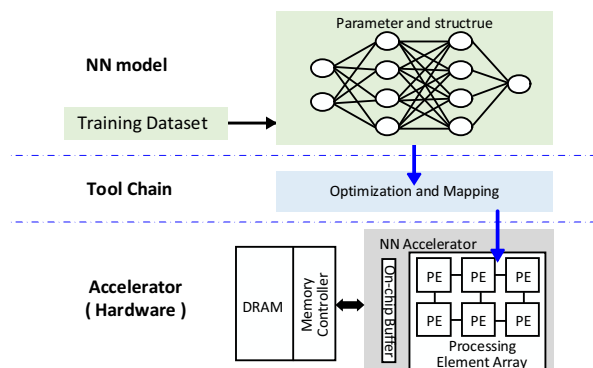 Parameter and structrue
NN model
Training Dataset
Tool Chain
Optimization and Mapping
NN Accelerator
Accelerator
( Hardware )
DRAM
Memory
Controller
On-chip Buffer
PE PE PE
PE PE PE
Processing
Element Array